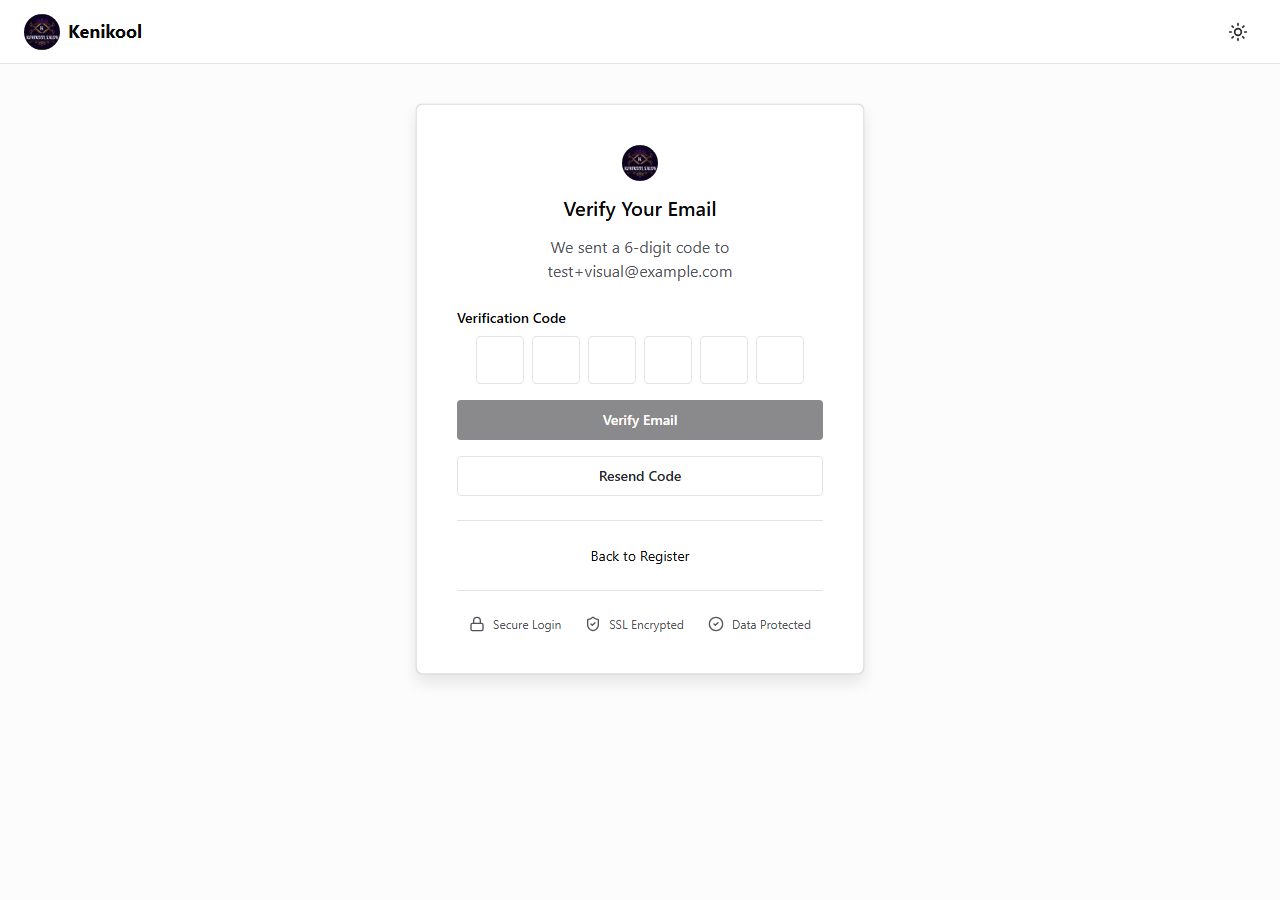 Kenikool
Verify Your Email
We sent a 6-digit code to
test+visual@example.com
Verification Code
Verify Email
Resend Code
Back to Register
Secure Login
SSL Encrypted
Data Protected